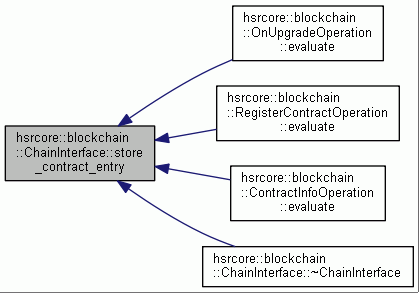 hsrcore::blockchain
::ChainInterface::store
_contract_entry
hsrcore::blockchain
::OnUpgradeOperation
::evaluate
hsrcore::blockchain
::RegisterContractOperation
::evaluate
hsrcore::blockchain
::ContractInfoOperation
::evaluate
hsrcore::blockchain
::ChainInterface::~ChainInterface